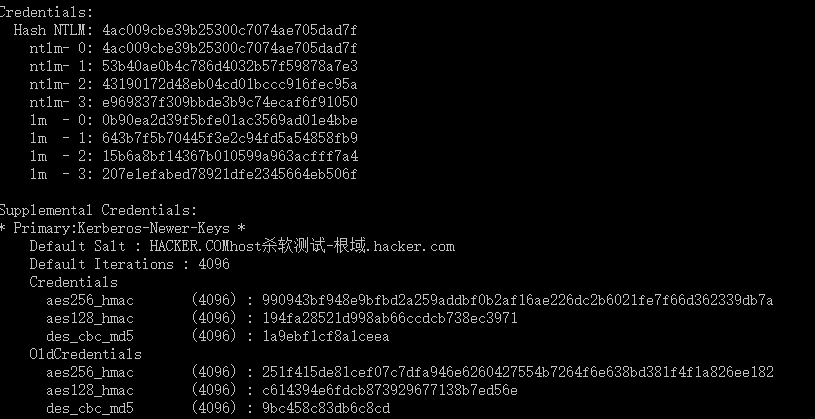 Credentials:
Hash NTLM: 4ac009cbe39b25300c7074ae705dad7f
ntlm- 0: 4ac009cbe39b25300c7074ae705dad7f
ntlm- 1: 53b40ae0b4c786d4032b57f59878a7e3
ntlm- 2: 43190172d48eb04cd01bccc916fec95a
ntlm- 3: e969837f309bbde3b9c74ecaf6f91050
lm - 0: 0b90ea2d39f5bfe01ac3569ad01e4bbe
lm - 1: 643b7f5b70445f3e2c94fd5a54858fb9
lm - 2: 15b6a8bf14367b010599a963acfff7a4
lm - 3: 207e1efabed78921dfe2345664eb506f
Supplemental Credentials:
* Primary:Kerberos-Newer-Keys *
Default Salt : HACKER.COMhost杀软测试-根域.hacker.com
Default Iterations : 4096
Credentials
aes256_hmac (4096) : 990943bf948e9bfbd2a259addbf0b2af16ae226dc2b6021fe7f66d362339db7a
aes128_hmac (4096) : 194fa28521d998ab66ccdcb738ec3971
des_cbc_md5 (4096) : 1a9ebf1cf8a1ceea
OldCredentials
aes256_hmac (4096) : 251f415de81cef07c7dfa946e6260427554b7264f6e638bd381f4f1a826ee182
aes128_hmac (4096) : c614394e6fdcb873929677138b7ed56e
des_cbc_md5 (4096) : 9bc458c83db6c8cd